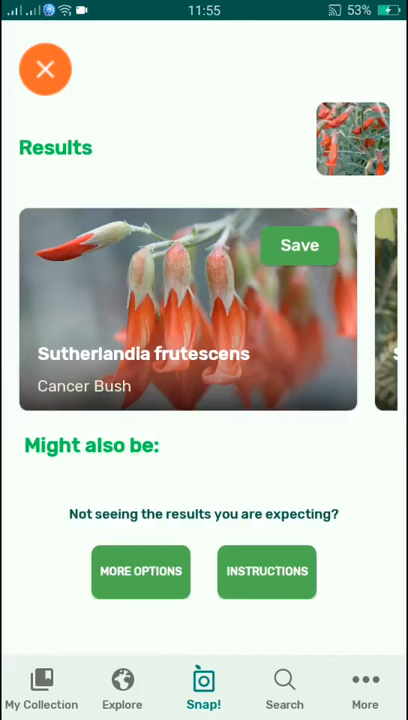 11:55
53%
Results
Save
Sutherlandia frutescens
Cancer Bush
Might also be:
Not seeing the results you are expecting?
MORE OPTIONS
INSTRUCTIONS
My Collection
Explore
Snap!
Search
More